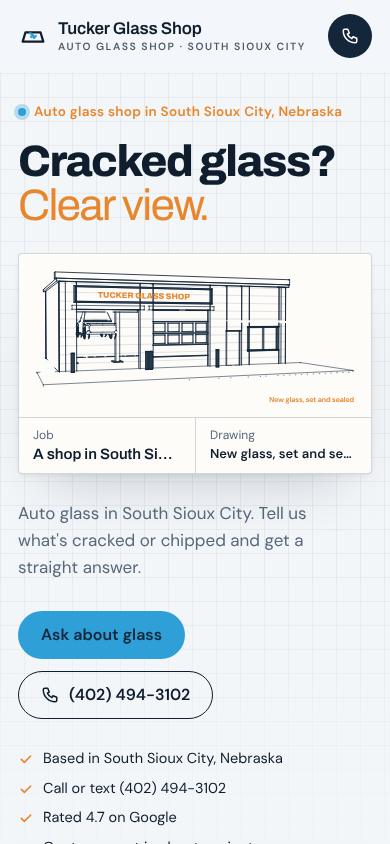 Tucker Glass Shop
AUTO GLASS SHOP · SOUTH SIOUX CITY
Auto glass shop in South Sioux City, Nebraska
Cracked glass?
Clear view.
TUCKER GLASS SHOP
New glass, set and sealed
Job
A shop in South Si…
Drawing
New glass, set and se…
Auto glass in South Sioux City. Tell us
what's cracked or chipped and get a
straight answer.
Ask about glass
(402) 494-3102
Based in South Sioux City, Nebraska
Call or text (402) 494-3102
Rated 4.7 on Google